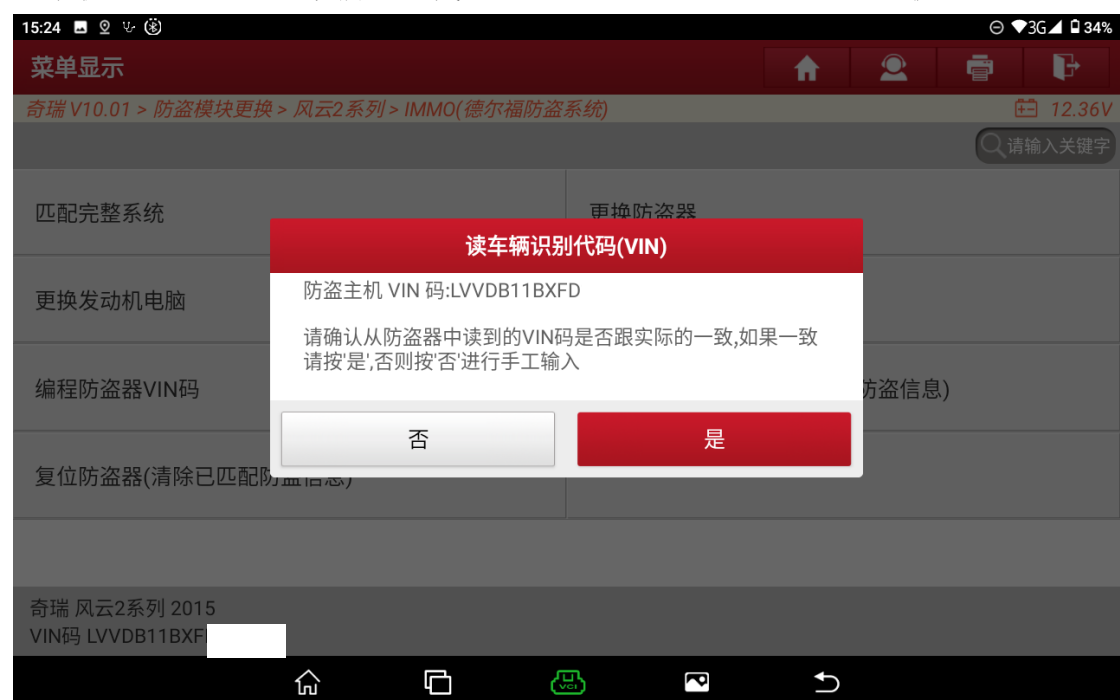 15:24
3G 34%
菜单显示
奇瑞 V10.01 > 防盗模块更换 > 风云2系列 > IMMO(德尔福防盗系统)
12.36V
请输入关键字
匹配完整系统
更换防盗器
读车辆识别代码(VIN)
防盗主机 VIN 码:LVVDB11BXFD
请确认从防盗器中读到的VIN码是否跟实际的一致,如果一致
请按'是',否则按'否'进行手工输入
否
是
更换发动机电脑
编程防盗器VIN码
防盗信息)
复位防盗器(清除已匹配防盗信息)
奇瑞 风云2系列 2015
VIN码 LVVDB11BXF
VCI